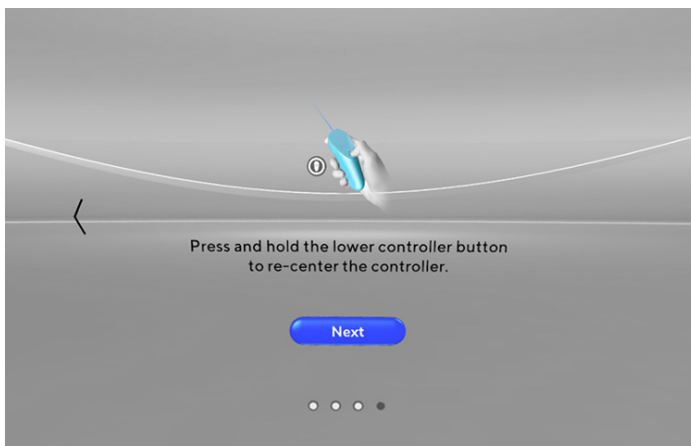 Press and hold the lower controller button
to re-center the controller.
Next